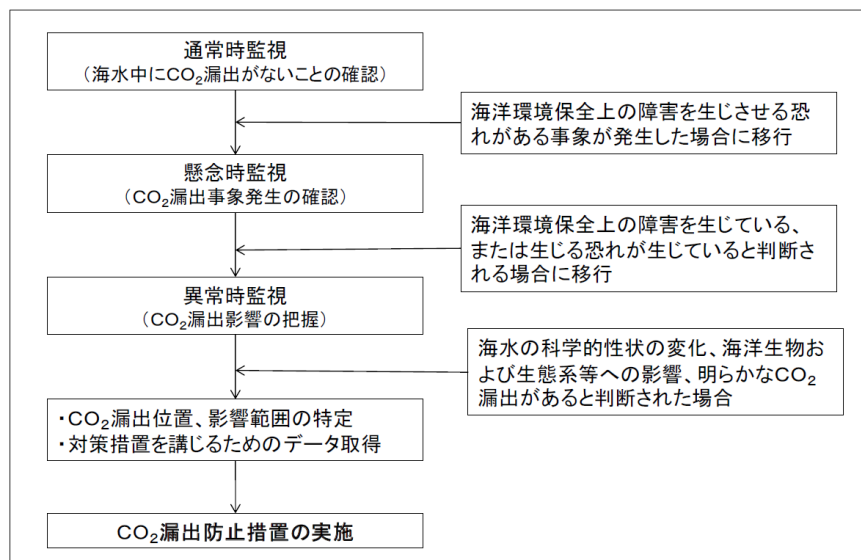 通常時監視
（海水中にCO₂漏出がないことの確認）
海洋環境保全上の障害を生じさせる恐
れがある事象が発生した場合に移行
懸念時監視
（CO₂漏出事象発生の確認）
海洋環境保全上の障害を生じている、
または生じる恐れが生じていると判断さ
れる場合に移行
異常時監視
（CO₂漏出影響の把握）
海水の科学的性状の変化、海洋生物お
よび生態系等への影響、明らかなCO₂
漏出があると判断された場合
・CO₂漏出位置、影響範囲の特定
・対策措置を講じるためのデータ取得
CO₂漏出防止措置の実施